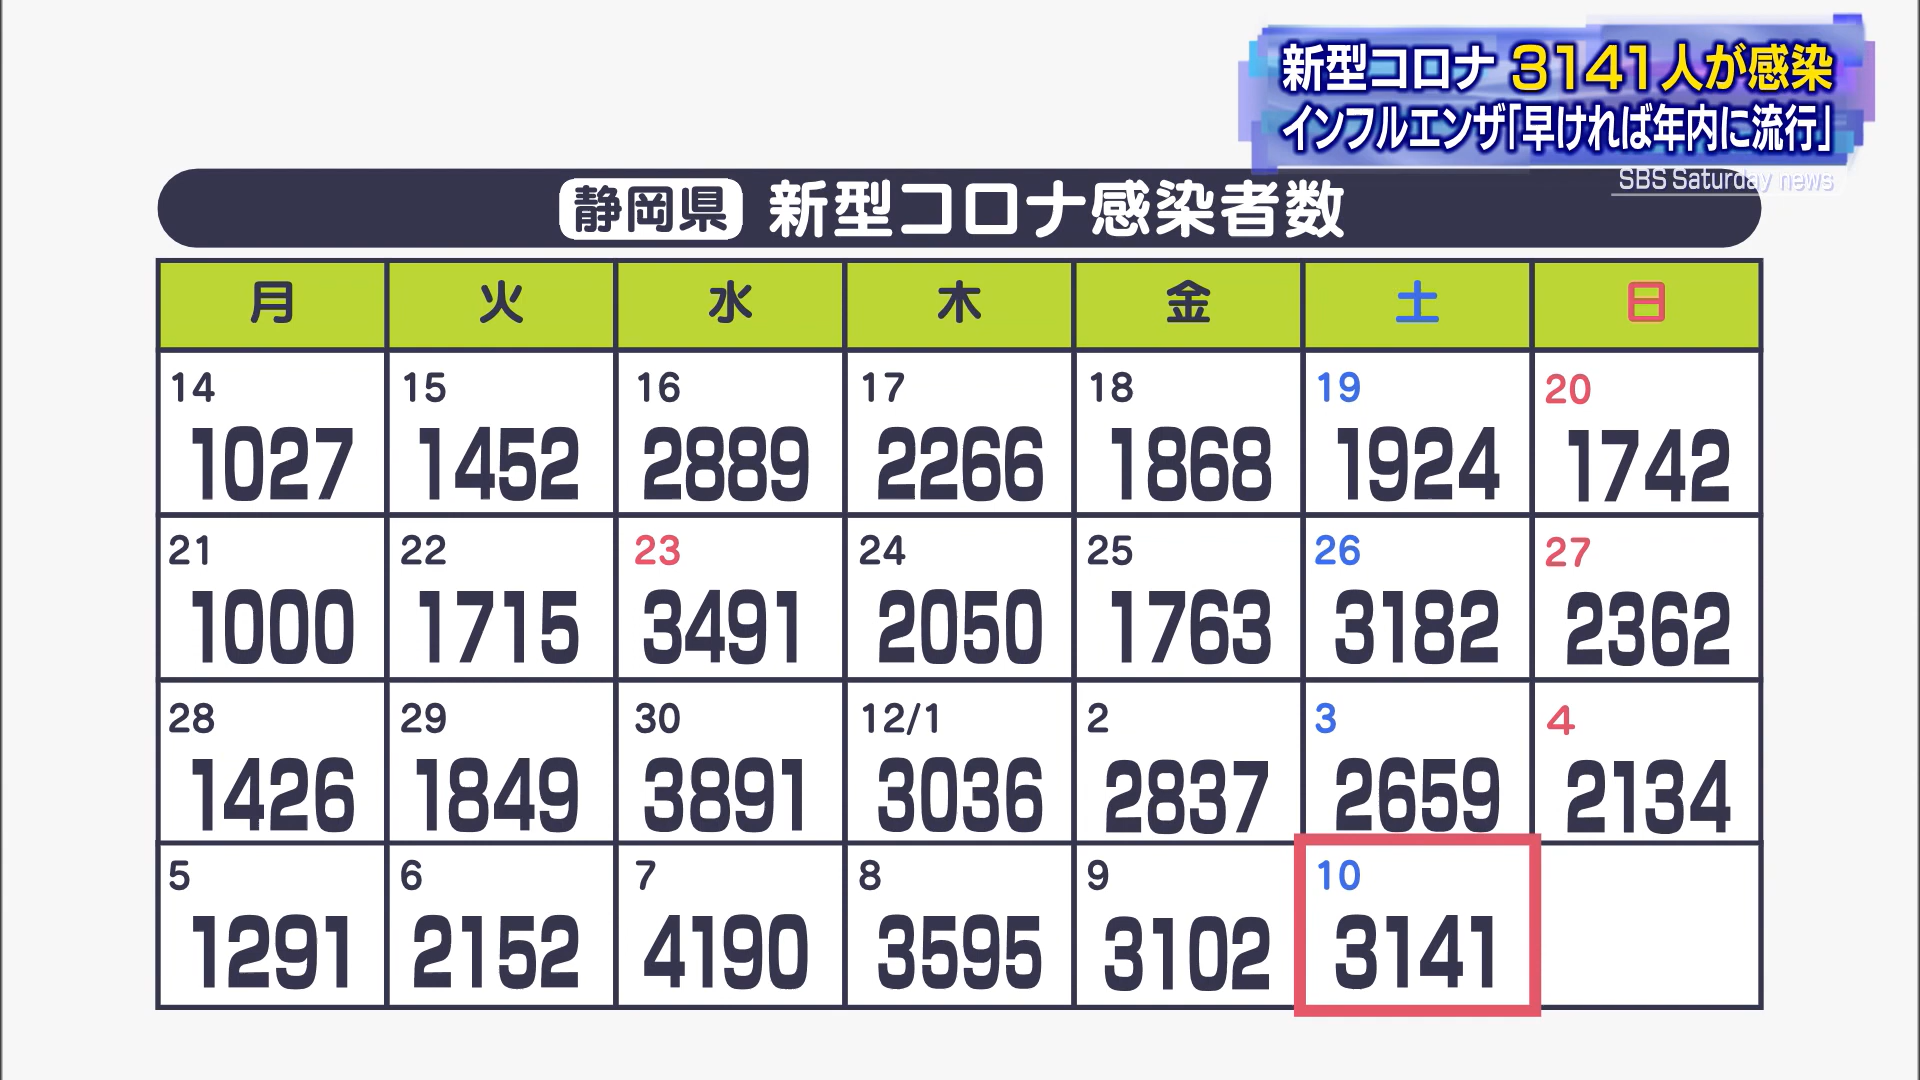 新型コロナ 3141人が感染
インフルエンザ「早ければ年内に流行」
SBS Saturday news
静岡県 新型コロナ感染者数
月 火 水 木 金 土 日
14 15 16 17 18 19 20
1027 1452 2889 2266 1868 1924 1742
21 22 23 24 25 26 27
1000 1715 3491 2050 1763 3182 2362
28 29 30 12/1 2 3 4
1426 1849 3891 3036 2837 2659 2134
5 6 7 8 9 10
1291 2152 4190 3595 3102 3141